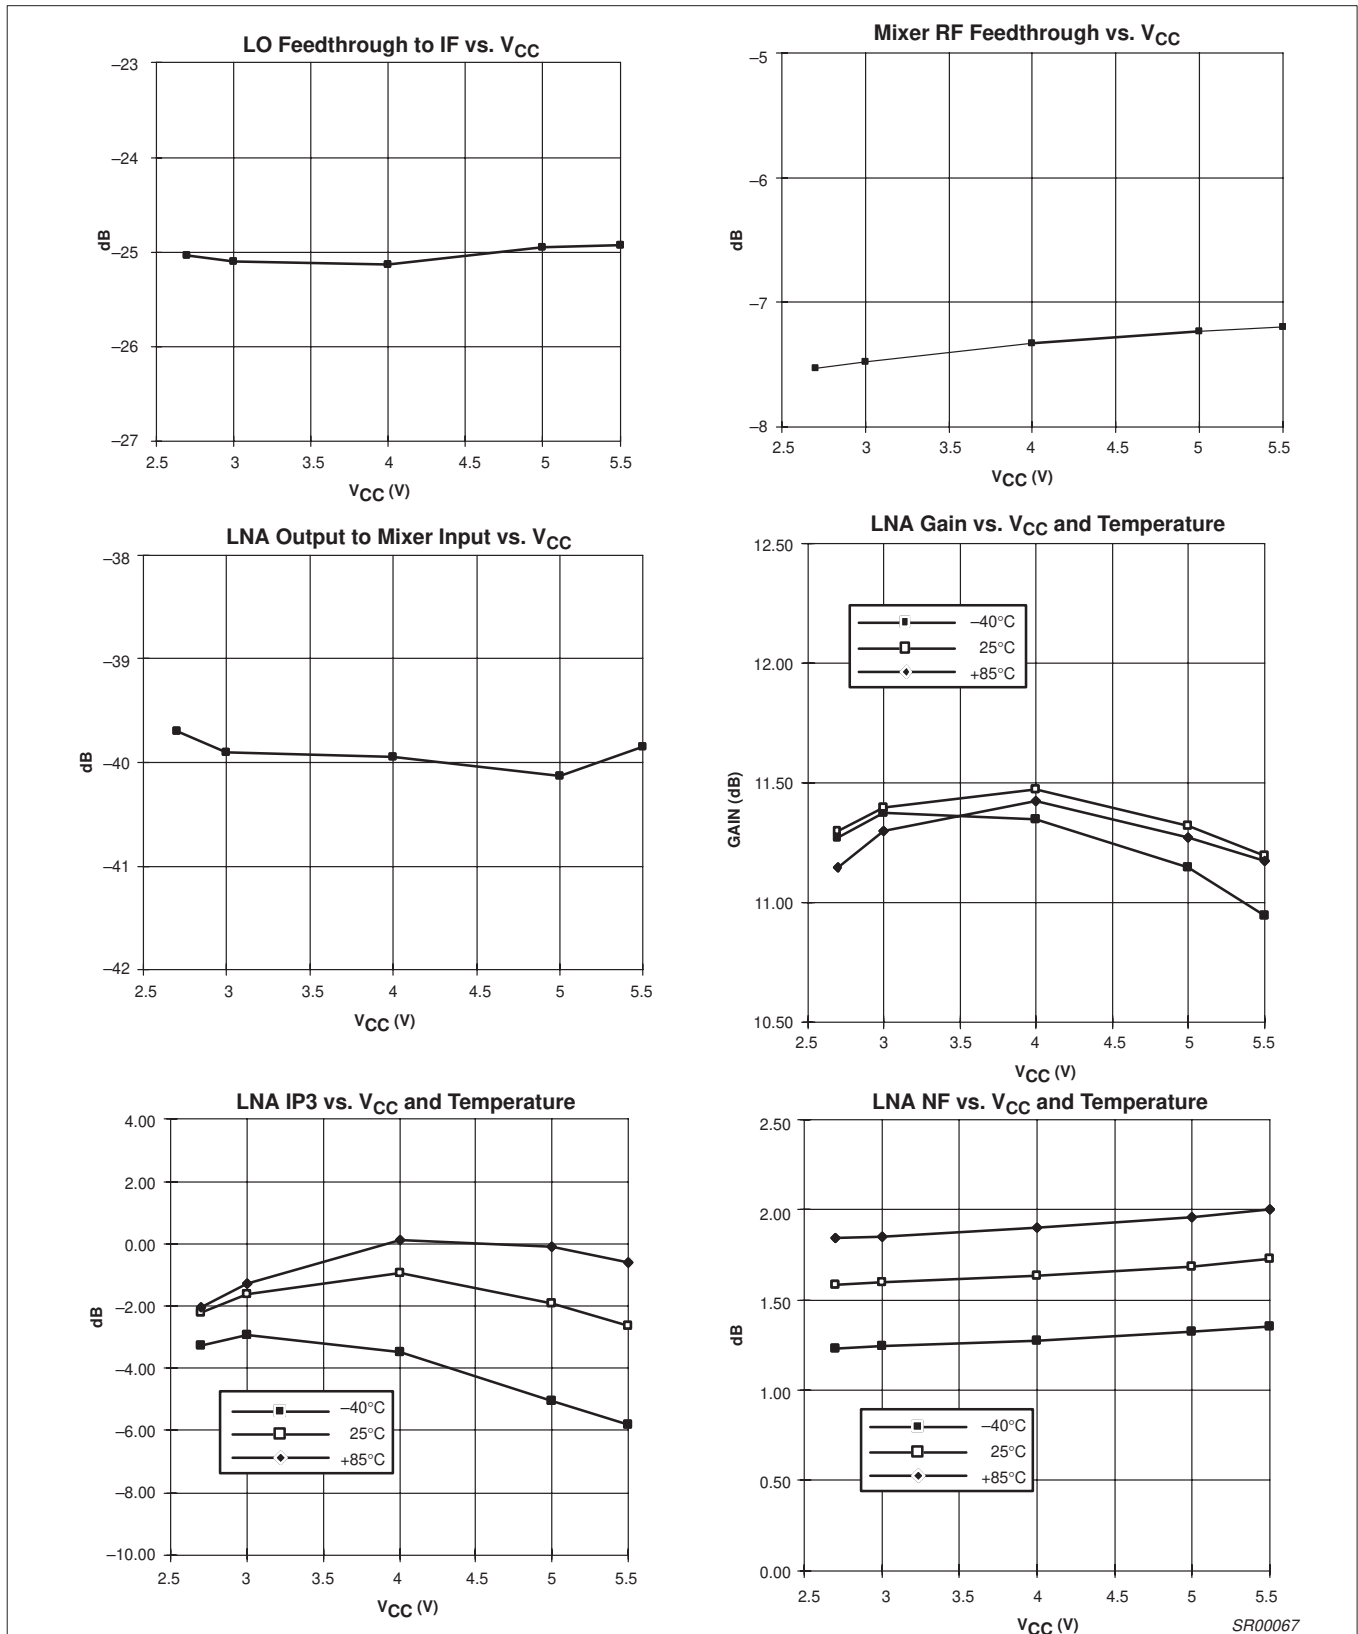 LO Feedthrough to IF vs. VCC
–23
–24
–25
–26
–27
dB
2.5 3 3.5 4 4.5 5 5.5
VCC (V)
Mixer RF Feedthrough vs. VCC
–5
–6
–7
–8
dB
2.5 3 3.5 4 4.5 5 5.5
VCC (V)
LNA Output to Mixer Input vs. VCC
–38
–39
–40
–41
–42
dB
2.5 3 3.5 4 4.5 5 5.5
VCC (V)
LNA Gain vs. VCC and Temperature
12.50
12.00
11.50
11.00
10.50
GAIN (dB)
–40°C
25°C
+85°C
2.5 3 3.5 4 4.5 5 5.5
VCC (V)
LNA IP3 vs. VCC and Temperature
4.00
2.00
0.00
–2.00
–4.00
–6.00
–8.00
–10.00
dB
–40°C
25°C
+85°C
2.5 3 3.5 4 4.5 5 5.5
VCC (V)
LNA NF vs. VCC and Temperature
2.50
2.00
1.50
1.00
0.50
0.00
dB
–40°C
25°C
+85°C
2.5 3 3.5 4 4.5 5 5.5
VCC (V)
SR00067